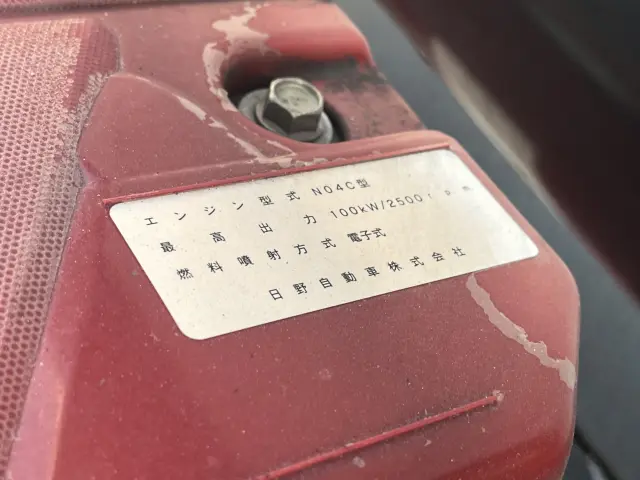 エンジン型式 N04C型
最高出力 100kW/2500rpm
燃料噴射方式 電子式
日野自動車株式会社